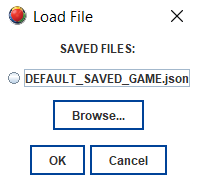 Load File
SAVED FILES:
DEFAULT_SAVED_GAME.json
Browse...
OK Cancel